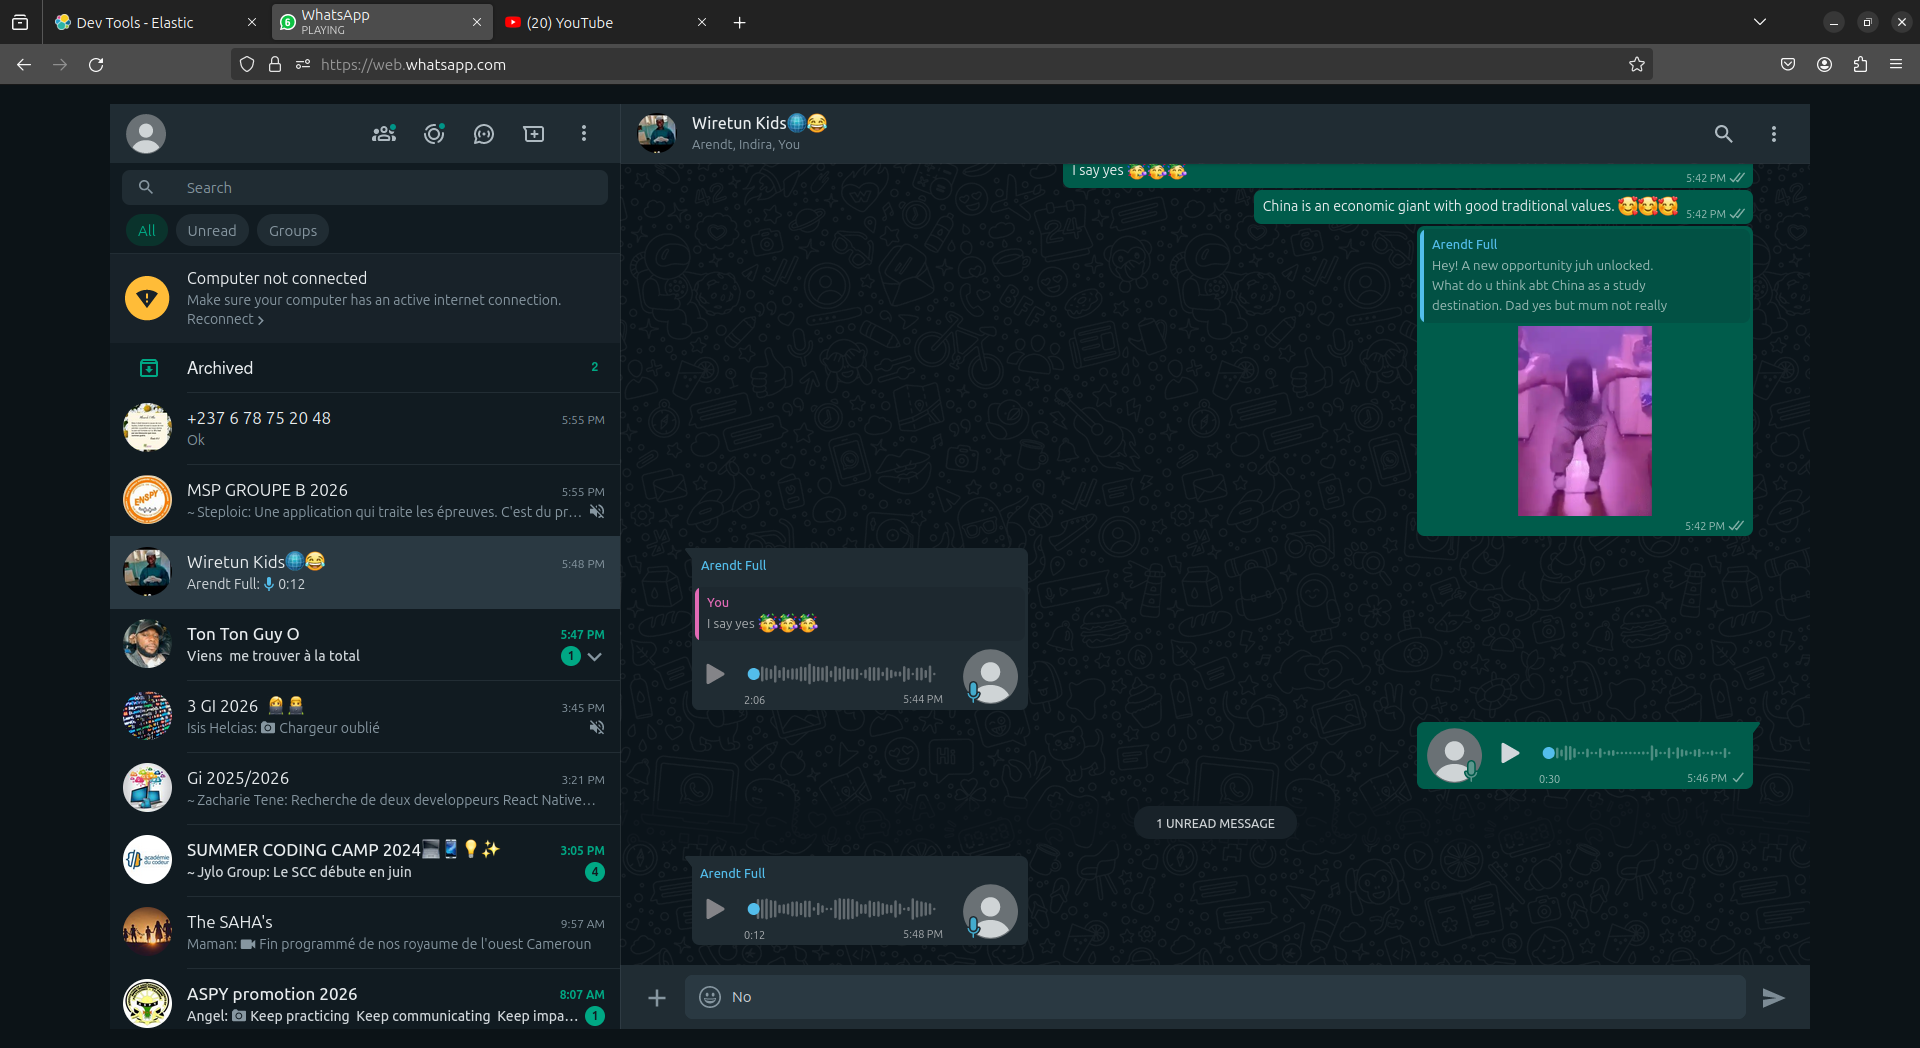 Dev Tools - Elastic
6
WhatsApp
PLAYING
(20) YouTube
https://web.whatsapp.com
Search
All
Unread
Groups
Computer not connected
Make sure your computer has an active internet connection.
Reconnect
Archived
2
+237 6 78 75 20 48
5:55 PM
Ok
MSP GROUPE B 2026
5:55 PM
~ Steploic: Une application qui traite les épreuves. C'est du pr...
ENSPY
Wiretun Kids🌐😂
5:48 PM
Arendt Full: 0:12
Ton Ton Guy O
5:47 PM
Viens me trouver à la total
1
3 GI 2026 👩‍💻👨‍💻
3:45 PM
Isis Helcias: Chargeur oublié
Gi 2025/2026
3:21 PM
~ Zacharie Tene: Recherche de deux developpeurs React Native...
académie
du codeur
SUMMER CODING CAMP 2024💻📱💡✨
3:05 PM
~ Jylo Group: Le SCC débute en juin
4
The SAHA's
9:57 AM
Maman: Fin programmé de nos royaume de l'ouest Cameroun
ASPY promotion 2026
8:07 AM
Angel: Keep practicing Keep communicating Keep impa...
1
Wiretun Kids🌐😂
Arendt, Indira, You
I say yes 🥳🥳🥳
5:42 PM
China is an economic giant with good traditional values. 🥰🥰🥰
5:42 PM
Arendt Full
Hey! A new opportunity juh unlocked.
What do u think abt China as a study
destination. Dad yes but mum not really
5:42 PM
Arendt Full
You
I say yes 🥳🥳🥳
2:06
5:44 PM
0:30
5:46 PM
1 UNREAD MESSAGE
Arendt Full
0:12
5:48 PM
No